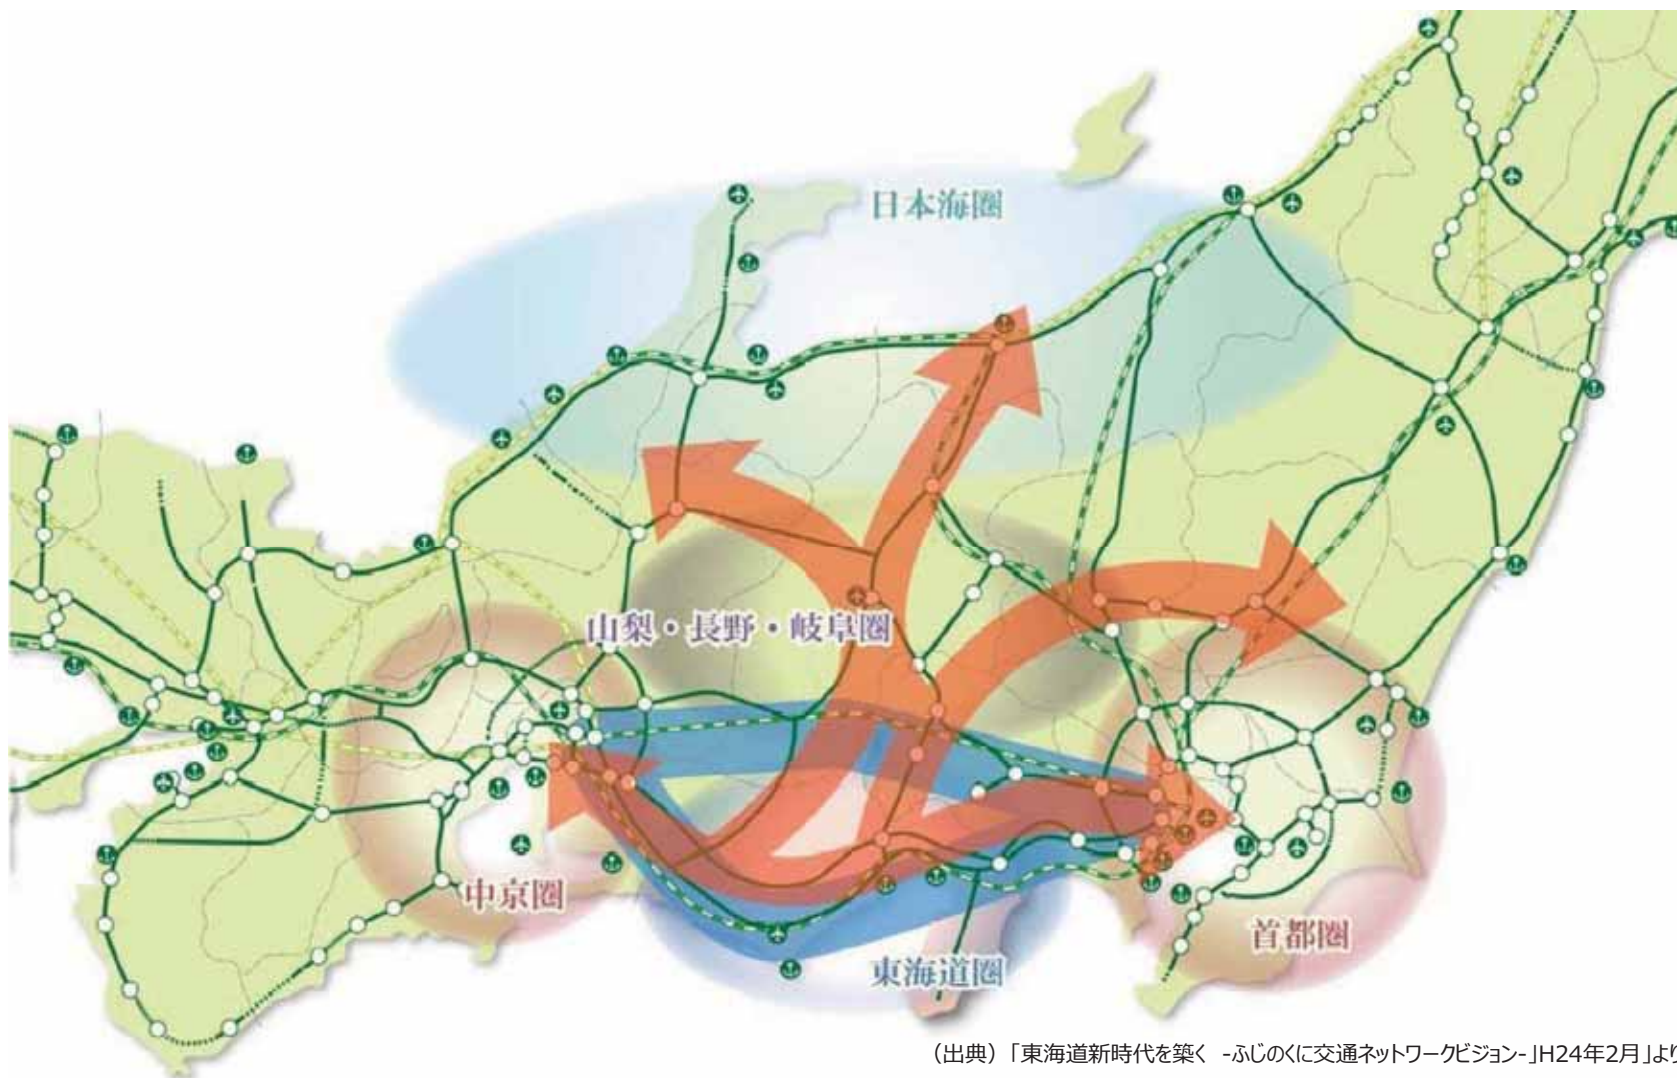 日本海圏
山梨・長野・岐阜圏
中京圏
首都圏
東海道圏
（出典）「東海道新時代を築く -ふじのくに交通ネットワークビジョン-」H24年2月」より